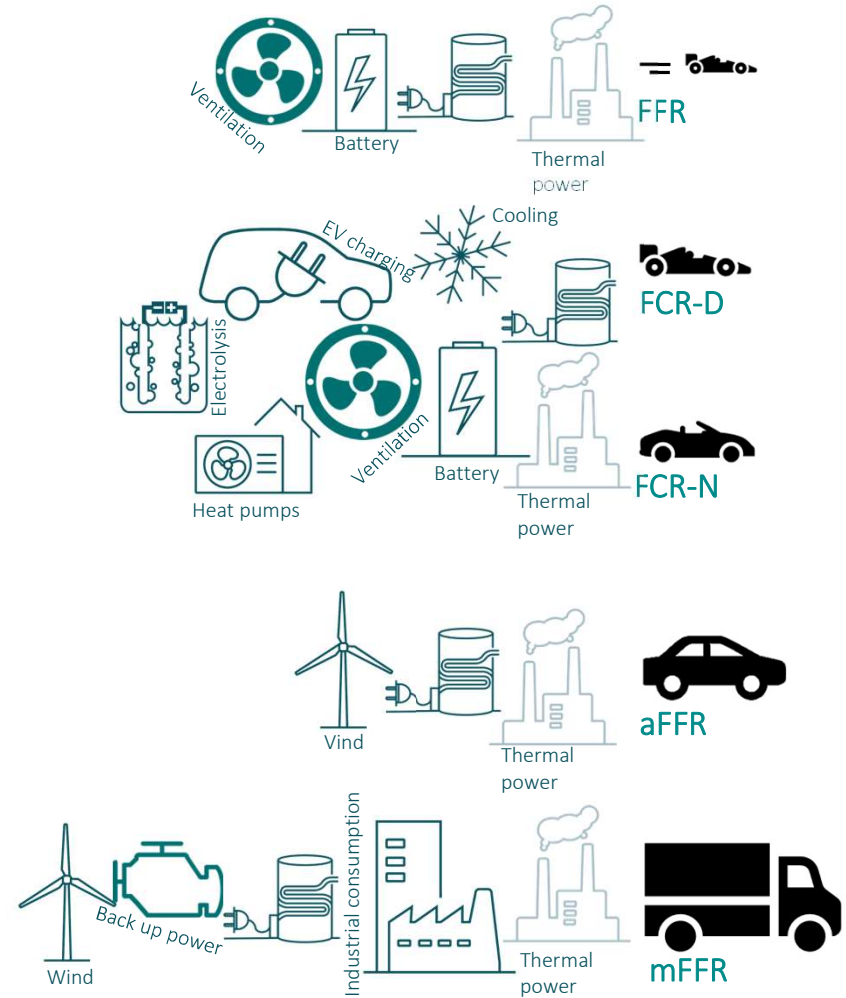 Ventilation
Battery
Thermal
power
FFR
EV charging
Cooling
FCR-D
Electrolysis
Ventilation
Battery
Heat pumps
Thermal
power
FCR-N
Vind
Thermal
power
aFFR
Wind
Back up power
Industrial consumption
Thermal
power
mFFR